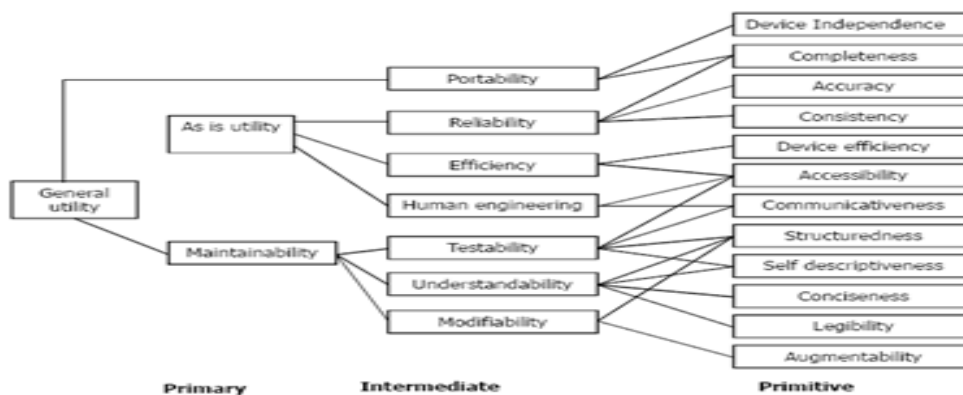 Device Independence
Completeness
Portability
Accuracy
As is utility
Reliability
Consistency
Device efficiency
Efficiency
Accessibility
General
utility
Human engineering
Communicativeness
Structuredness
Maintainability
Testability
Self descriptiveness
Understandability
Conciseness
Modifiability
Legibility
Augmentability
Primary
Intermediate
Primitive